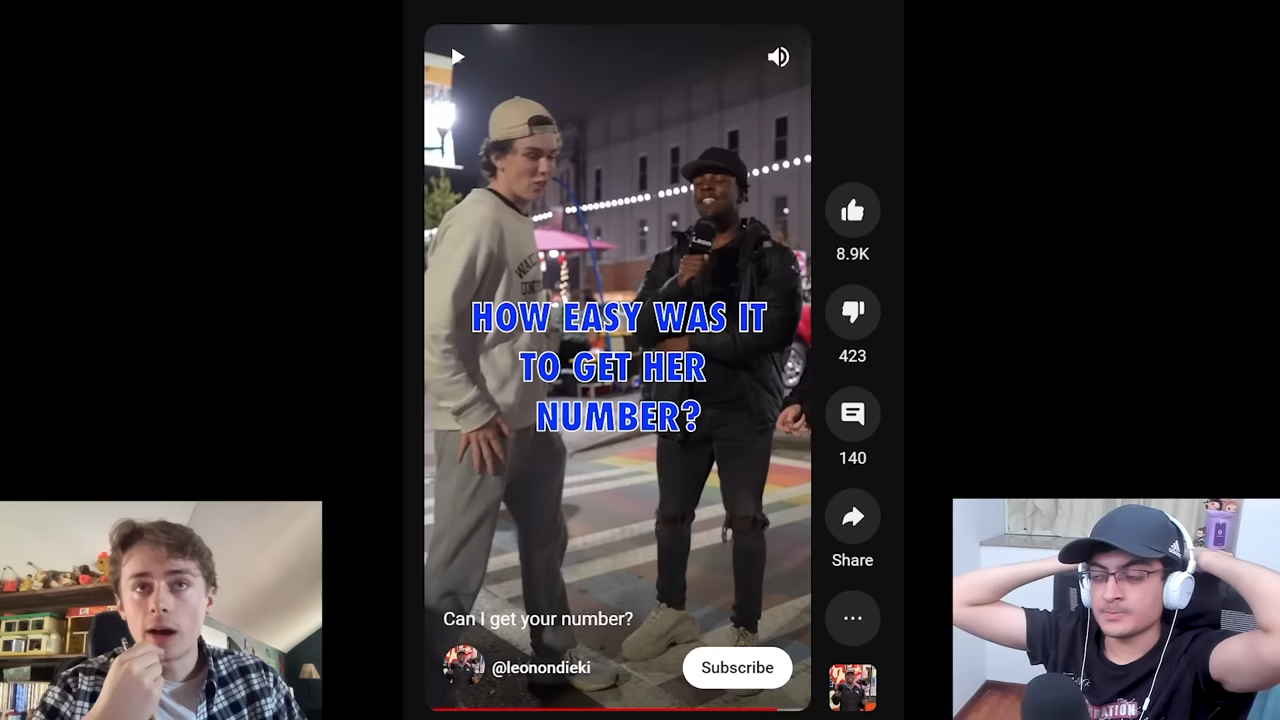 HOW EASY WAS IT
TO GET HER
NUMBER?
Can I get your number?
@leonondieki
Subscribe
8.9K
423
140
Share
Leon